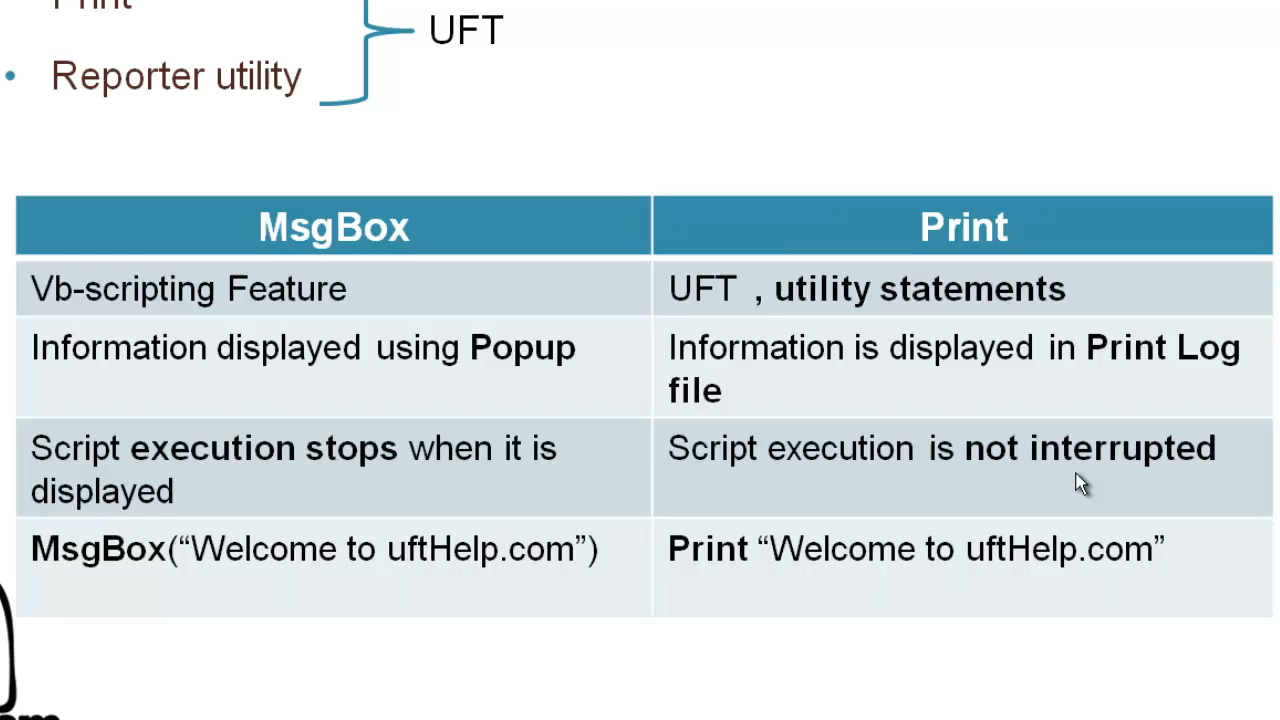 Print
UFT
• Reporter utility
MsgBox Print
Vb-scripting Feature UFT , utility statements
Information displayed using Popup Information is displayed in Print Log
file
Script execution stops when it is Script execution is not interrupted
displayed
MsgBox(“Welcome to uftHelp.com”) Print “Welcome to uftHelp.com”